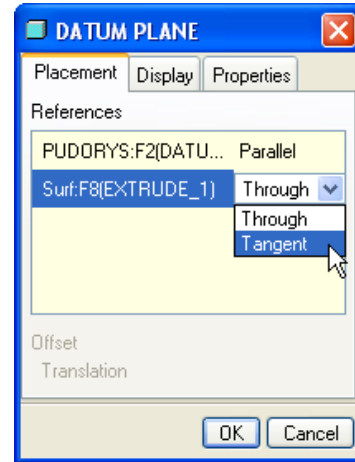 DATUM PLANE
Placement Display Properties
References
PUDORYS:F2(DATU... Parallel
Surf:F8(EXTRUDE_1) Through
Through
Tangent
Offset
Translation
OK Cancel